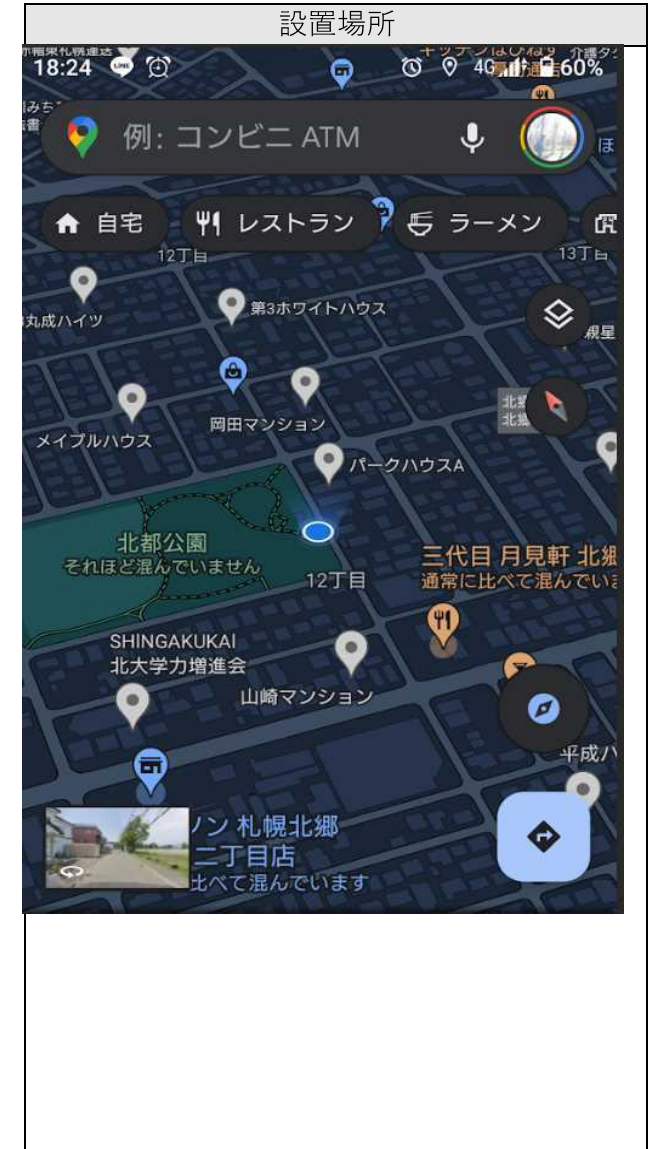 設置場所
18:24
LINE
4G
60%
例: コンビニ ATM
自宅
レストラン
ラーメン
12丁目
13丁目
丸成ハイツ
第3ホワイトハウス
岡田マンション
メイプルハウス
パークハウスA
北都公園
それほど混んでいません
三代目 月見軒 北郷
通常に比べて混んでいま
12丁目
SHINGAKUKAI
北大学力増進会
山崎マンション
平成ハ
ノン 札幌北郷
二丁目店
比べて混んでいます